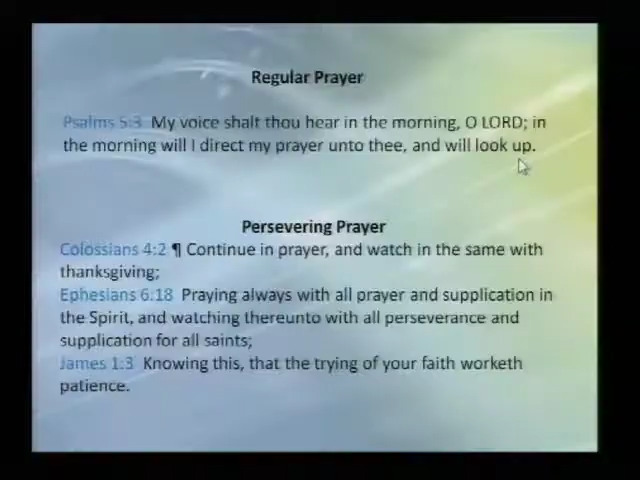 Regular Prayer
Psalms 5:3 My voice shalt thou hear in the morning, O LORD; in
the morning will I direct my prayer unto thee, and will look up.
Persevering Prayer
Colossians 4:2 ¶ Continue in prayer, and watch in the same with
thanksgiving;
Ephesians 6:18 Praying always with all prayer and supplication in
the Spirit, and watching thereunto with all perseverance and
supplication for all saints;
James 1:3 Knowing this, that the trying of your faith worketh
patience.